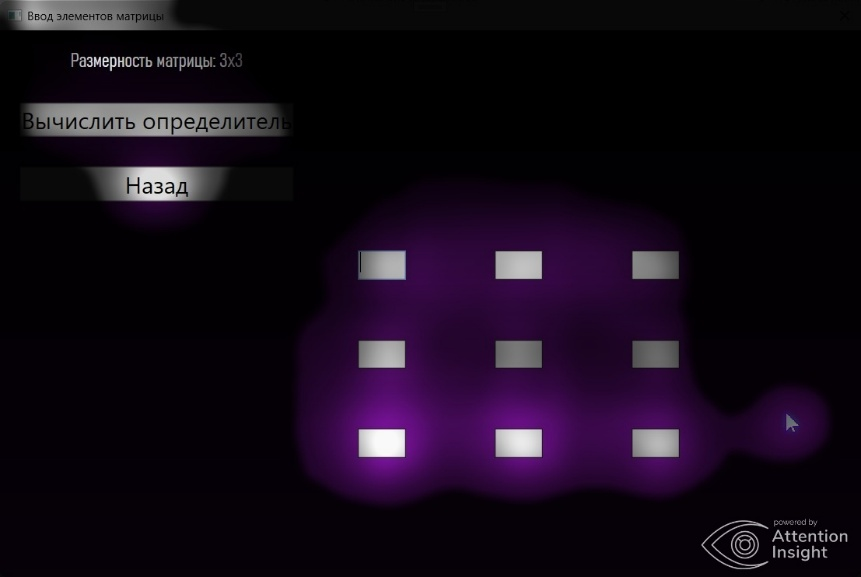 Ввод элементов матрицы
Размерность матрицы: 3x3
Вычислить определитель
Назад
powered by
Attention
Insight